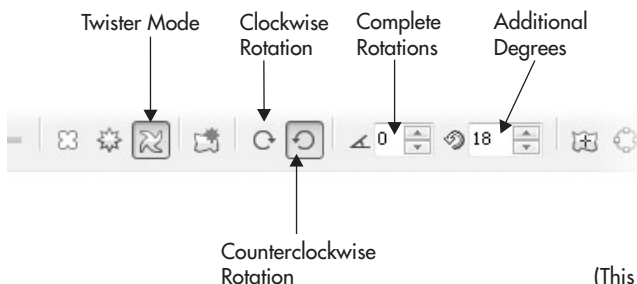 Twister Mode
Clockwise
Rotation
Complete
Rotations
Additional
Degrees
0
18
Counterclockwise
Rotation
(This